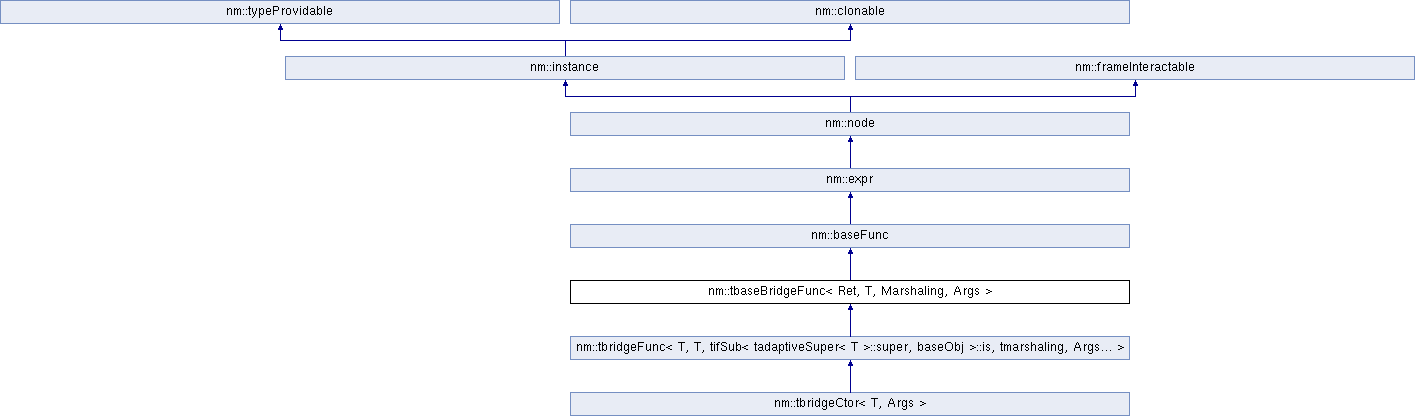 nm::typeProvidable
nm::clonable
nm::instance
nm::frameInteractable
nm::node
nm::expr
nm::baseFunc
nm::tbaseBridgeFunc< Ret, T, Marshaling, Args >
nm::tbridgeFunc< T, T, tifSub< tadaptiveSuper< T >::super, baseObj >::is, tmarshaling, Args... >
nm::tbridgeCtor< T, Args >